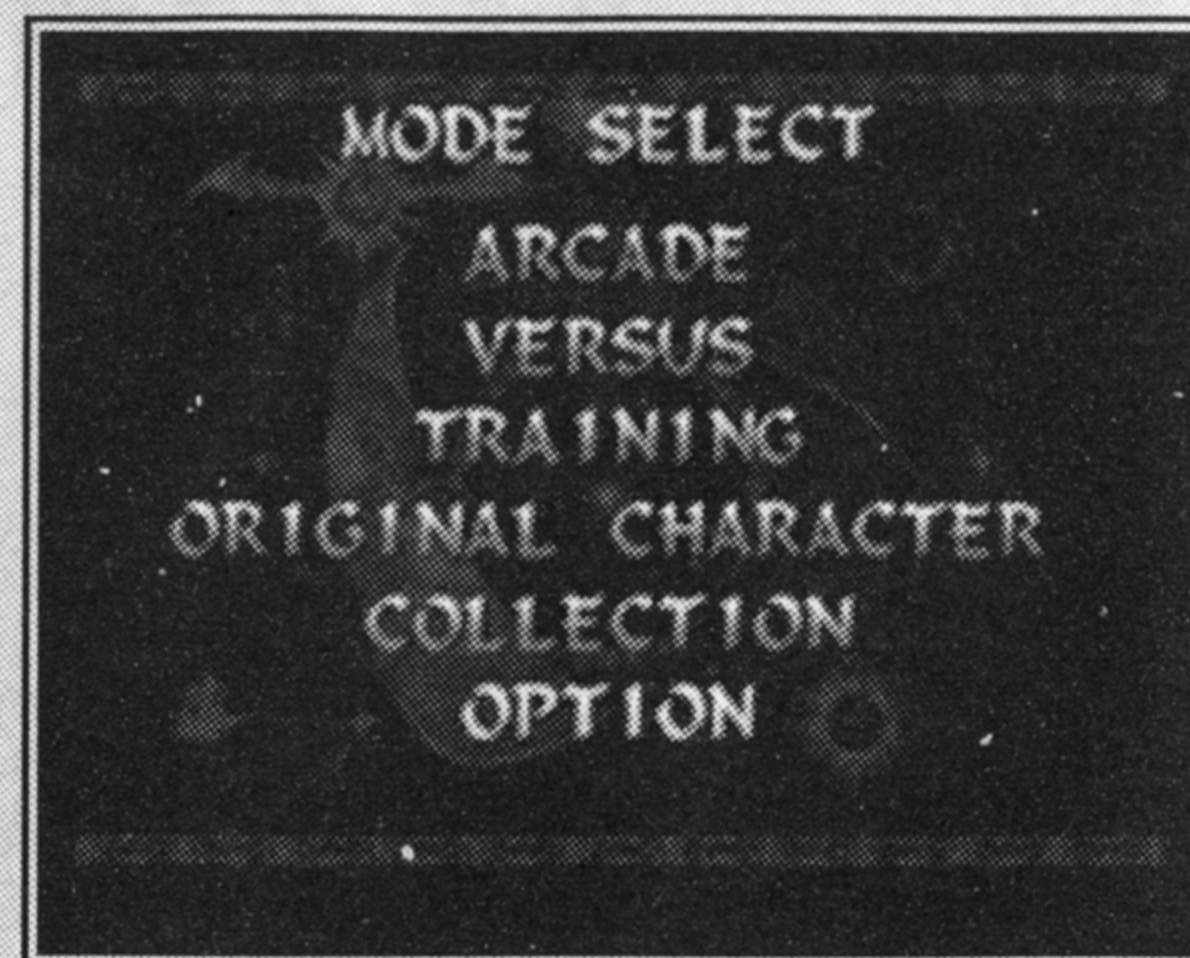 MODE SELECT
ARCADE
VERSUS
TRAINING
ORIGINAL CHARACTER
COLLECTION
OPTION